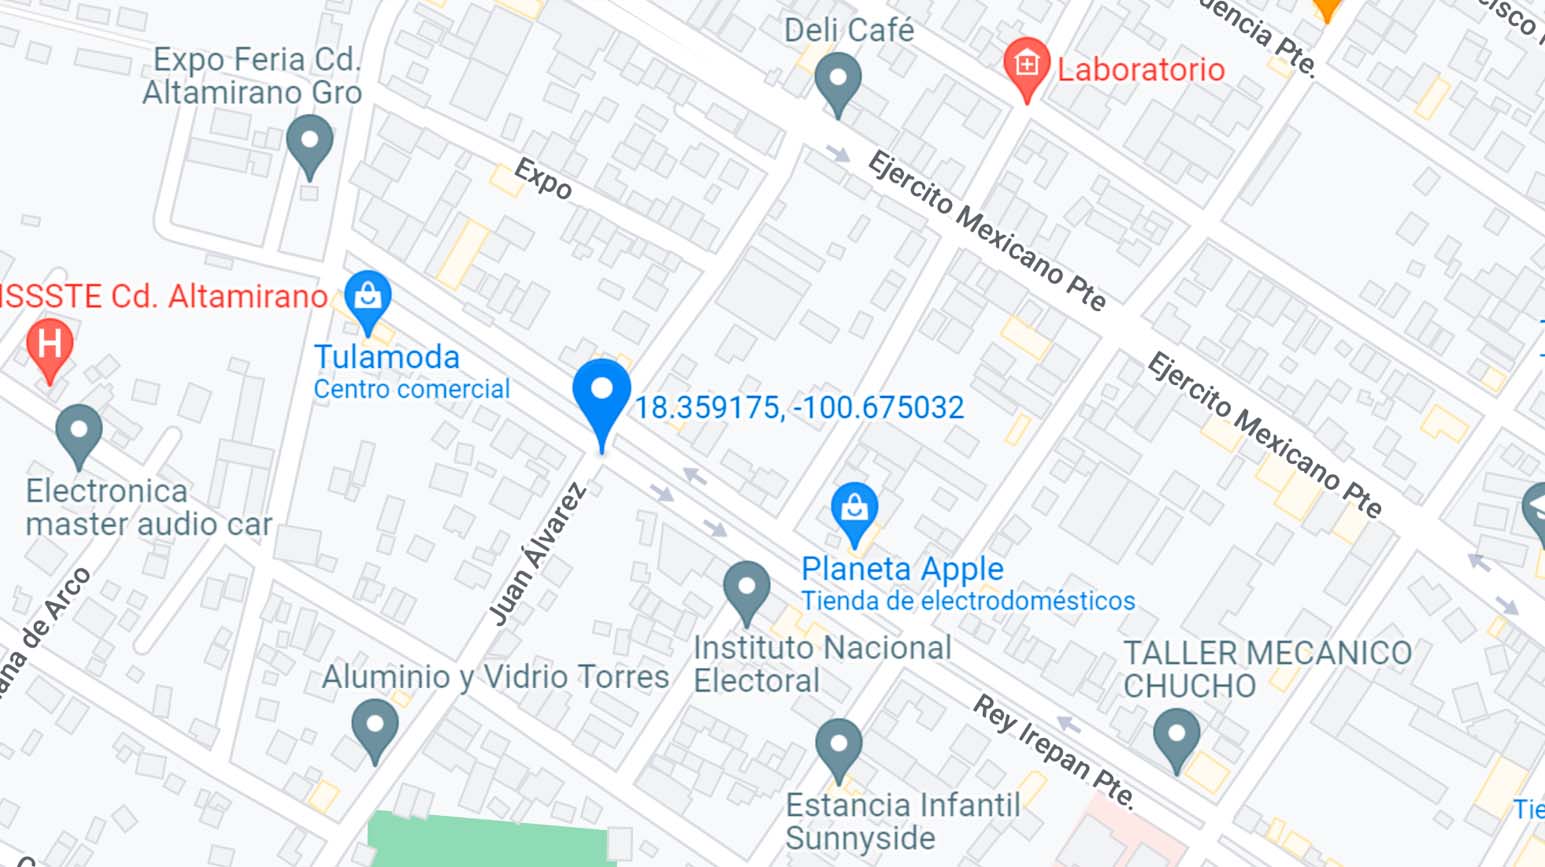 Deli Café
Expo Feria Cd.
Altamirano Gro
Laboratorio
Expo
Ejercito Mexicano Pte
ISSSTE Cd. Altamirano
H
Tulamoda
Centro comercial
18.359175, -100.675032
Ejercito Mexicano Pte
Electronica
master audio car
Juan Álvarez
Planeta Apple
Tienda de electrodomésticos
Instituto Nacional
Electoral
TALLER MECANICO
CHUCHO
Aluminio y Vidrio Torres
Rey Irepan Pte.
Estancia Infantil
Sunnyside